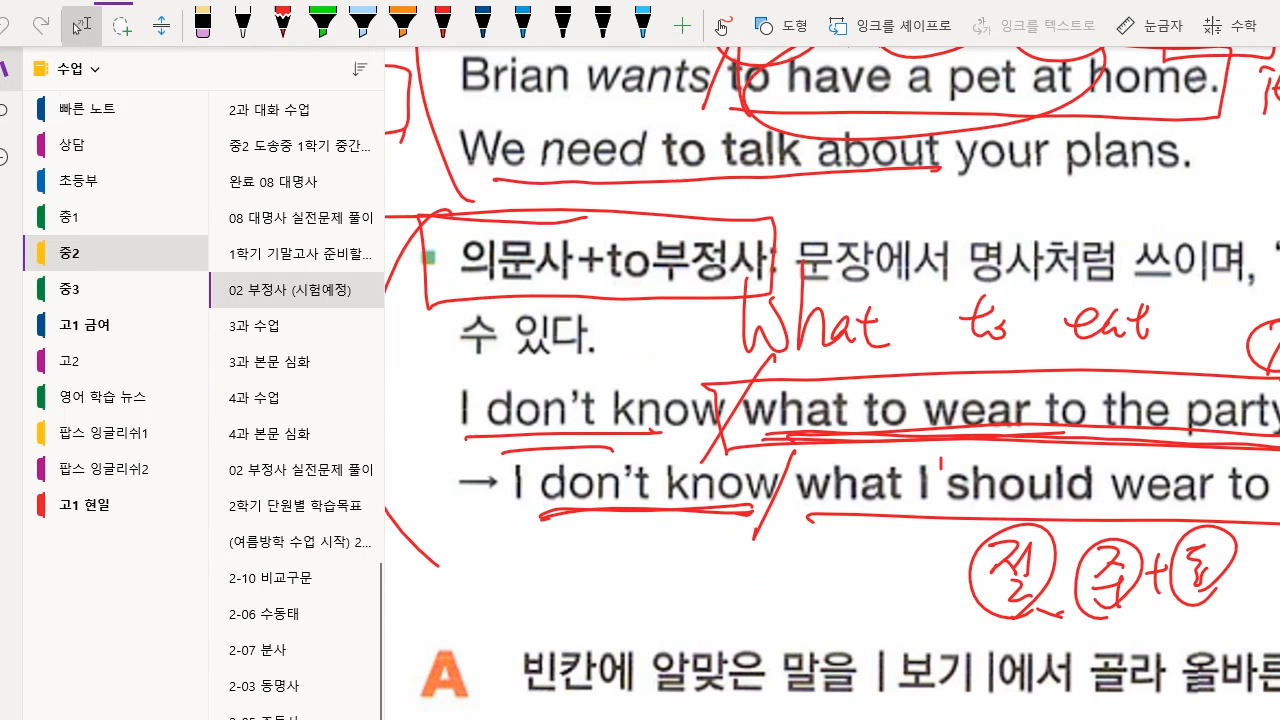 도형
잉크를 셰이프로
잉크를 텍스트로
눈금자
수학
수업
빠른 노트
상담
초등부
중1
중2
중3
고1 금여
고2
영어 학습 뉴스
팝스 잉글리쉬1
팝스 잉글리쉬2
고1 현일
2과 대화 수업
중2 도송중 1학기 중간...
완료 08 대명사
08 대명사 실전문제 풀이
1학기 기말고사 준비할...
02 부정사 (시험예정)
3과 수업
3과 본문 심화
4과 수업
4과 본문 심화
02 부정사 실전문제 풀이
2학기 단원별 학습목표
(여름방학 수업 시작) 2...
2-10 비교구문
2-06 수동태
2-07 분사
2-03 동명사
Brian wants to have a pet at home.
We need to talk about your plans.
의문사+to부정사: 문장에서 명사처럼 쓰이며,
What to eat
수 있다.
I don't know what to wear to the party
→ I don't know what I should wear to
절 주+동
A 빈칸에 알맞은 말을 |보기|에서 골라 올바른